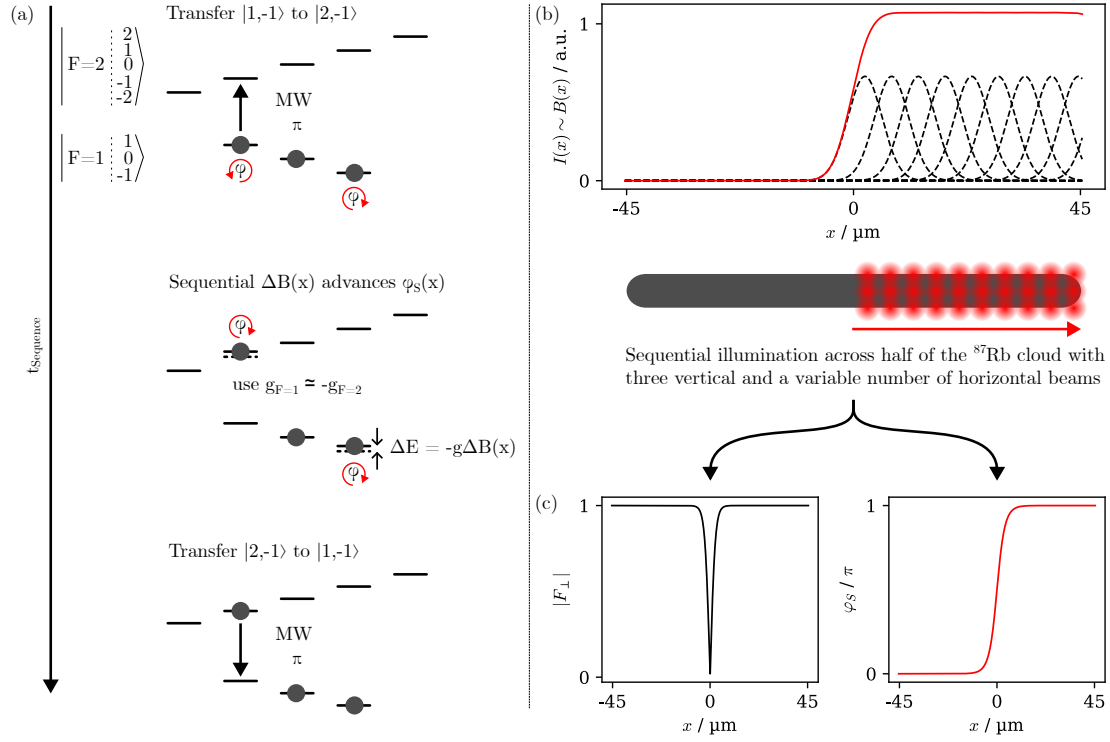 (a)
Transfer |1,-1⟩ to |2,-1⟩
F=2
2
1
0
-1
-2
MW
π
F=1
1
0
-1
φ
φ
Sequential ΔB(x) advances φ_S(x)
φ
use g_F=1 ≃ -g_F=2
ΔE = -gΔB(x)
φ
Transfer |2,-1⟩ to |1,-1⟩
MW
π
t_Sequence
(b)
I(x) ~ B(x) / a.u.
1
0
-45
0
45
x / μm
Sequential illumination across half of the ⁸⁷Rb cloud with
three vertical and a variable number of horizontal beams
(c)
|F_⊥|
1
0
-45
0
45
x / μm
φ_S / π
1
0
-45
0
45
x / μm